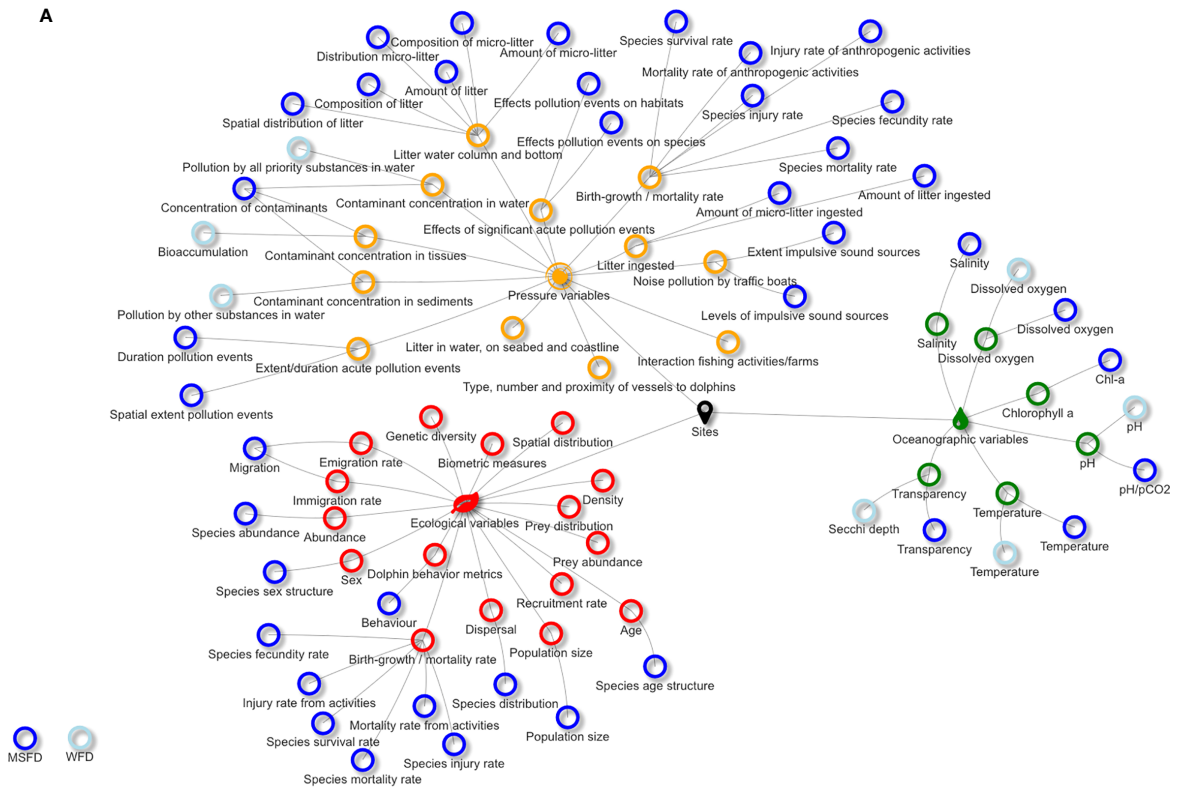 A
Composition of micro-litter
Species survival rate
Injury rate of anthropogenic activities
Distribution micro-litter
Amount of micro-litter
Mortality rate of anthropogenic activities
Amount of litter
Composition of litter
Effects pollution events on habitats
Species injury rate
Spatial distribution of litter
Species fecundity rate
Effects pollution events on species
Litter water column and bottom
Pollution by all priority substances in water
Species mortality rate
Birth-growth / mortality rate
Amount of litter ingested
Concentration of contaminants
Contaminant concentration in water
Amount of micro-litter ingested
Effects of significant acute pollution events
Bioaccumulation
Contaminant concentration in tissues
Extent impulsive sound sources
Litter ingested
Salinity
Noise pollution by traffic boats
Dissolved oxygen
Pressure variables
Contaminant concentration in sediments
Pollution by other substances in water
Levels of impulsive sound sources
Dissolved oxygen
Salinity
Litter in water, on seabed and coastline
Duration pollution events
Dissolved oxygen
Interaction fishing activities/farms
Extent/duration acute pollution events
Chl-a
Type, number and proximity of vessels to dolphins
Spatial extent pollution events
Chlorophyll a
pH
Sites
Genetic diversity
Spatial distribution
Oceanographic variables
Emigration rate
Biometric measures
pH
Migration
pH/pCO2
Immigration rate
Density
Transparency
Temperature
Ecological variables
Prey distribution
Species abundance
Abundance
Secchi depth
Transparency
Temperature
Prey abundance
Temperature
Sex
Dolphin behavior metrics
Species sex structure
Recruitment rate
Behaviour
Dispersal
Age
Species fecundity rate
Birth-growth / mortality rate
Population size
Species age structure
Injury rate from activities
Species distribution
Mortality rate from activities
Species survival rate
Population size
MSFD
WFD
Species injury rate
Species mortality rate